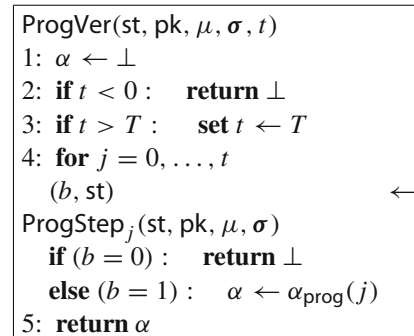 ProgVer(st, pk, μ, σ, t)
1: α ← ⊥
2: if t < 0 : return ⊥
3: if t > T : set t ← T
4: for j = 0, . . . , t
(b, st) ←
ProgStep_j(st, pk, μ, σ)
if (b = 0) : return ⊥
else (b = 1) : α ← α_prog(j)
5: return α